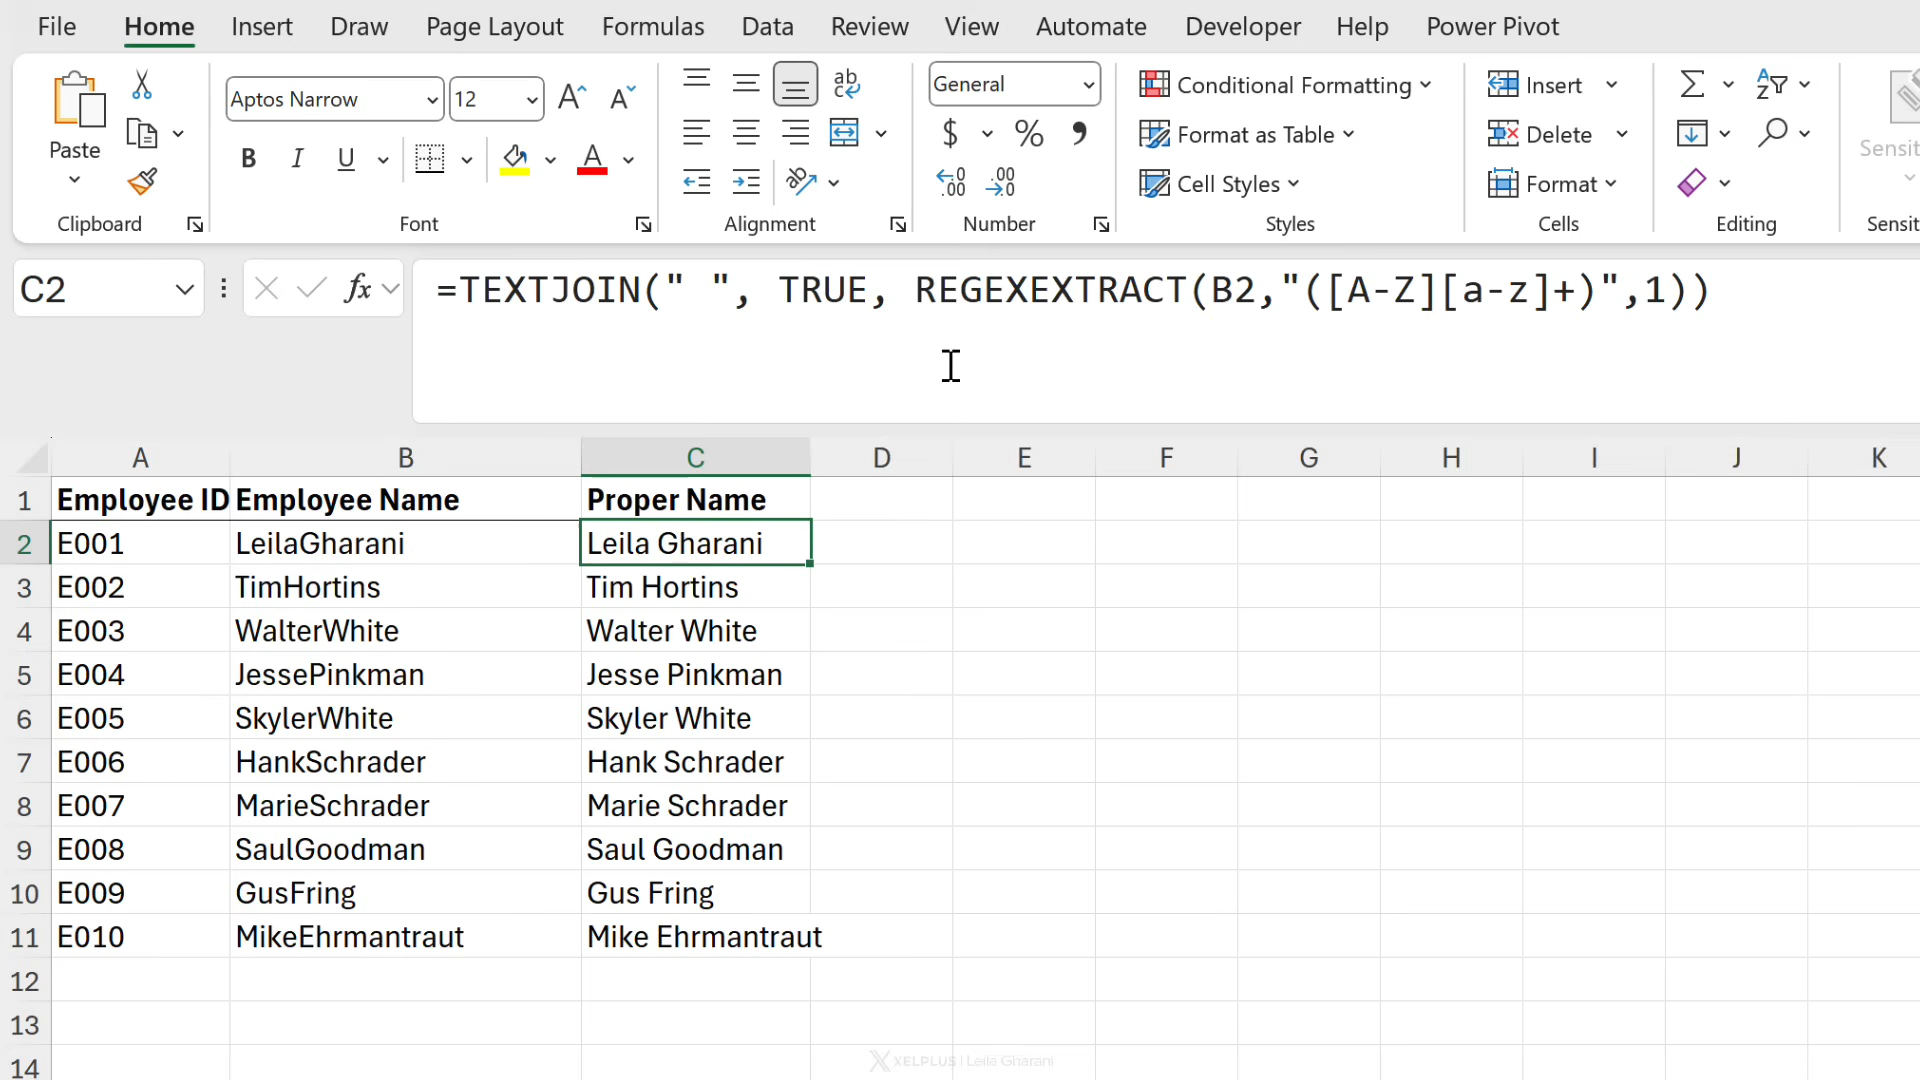 File Home Insert Draw Page Layout Formulas Data Review View Automate Developer Help Power Pivot
Paste
Clipboard
Aptos Narrow 12
B I U
Font
Alignment
General
$ % 9
Number
Conditional Formatting
Format as Table
Cell Styles
Styles
Insert
Delete
Format
Cells
Editing
Sensit
Sensit
C2 fx =TEXTJOIN(" ", TRUE, REGEXEXTRACT(B2,"([A-Z][a-z]+)",1))
A B C D E F G H I J K
1 Employee ID Employee Name Proper Name
2 E001 LeilaGharani Leila Gharani
3 E002 TimHortins Tim Hortins
4 E003 WalterWhite Walter White
5 E004 JessePinkman Jesse Pinkman
6 E005 SkylerWhite Skyler White
7 E006 HankSchrader Hank Schrader
8 E007 MarieSchrader Marie Schrader
9 E008 SaulGoodman Saul Goodman
10 E009 GusFring Gus Fring
11 E010 MikeEhrmantraut Mike Ehrmantraut
12
13
14
XELPLUS | Leila Gharani